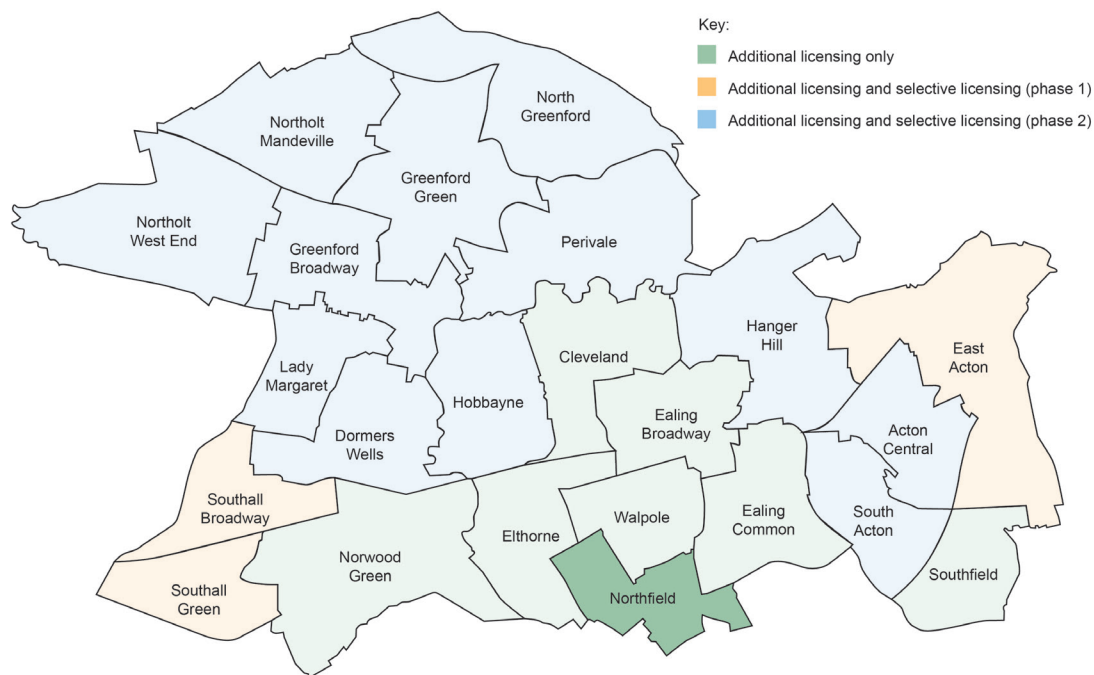 Key:
Additional licensing only
Additional licensing and selective licensing (phase 1)
Additional licensing and selective licensing (phase 2)
North
Greenford
Northolt
Mandeville
Greenford
Green
Northolt
West End
Greenford
Broadway
Perivale
Hanger
Hill
East
Acton
Cleveland
Lady
Margaret
Hobbayne
Ealing
Broadway
Dormers
Wells
Acton
Central
Southall
Broadway
Walpole
Ealing
Common
South
Acton
Elthorne
Norwood
Green
Southfield
Southall
Green
Northfield